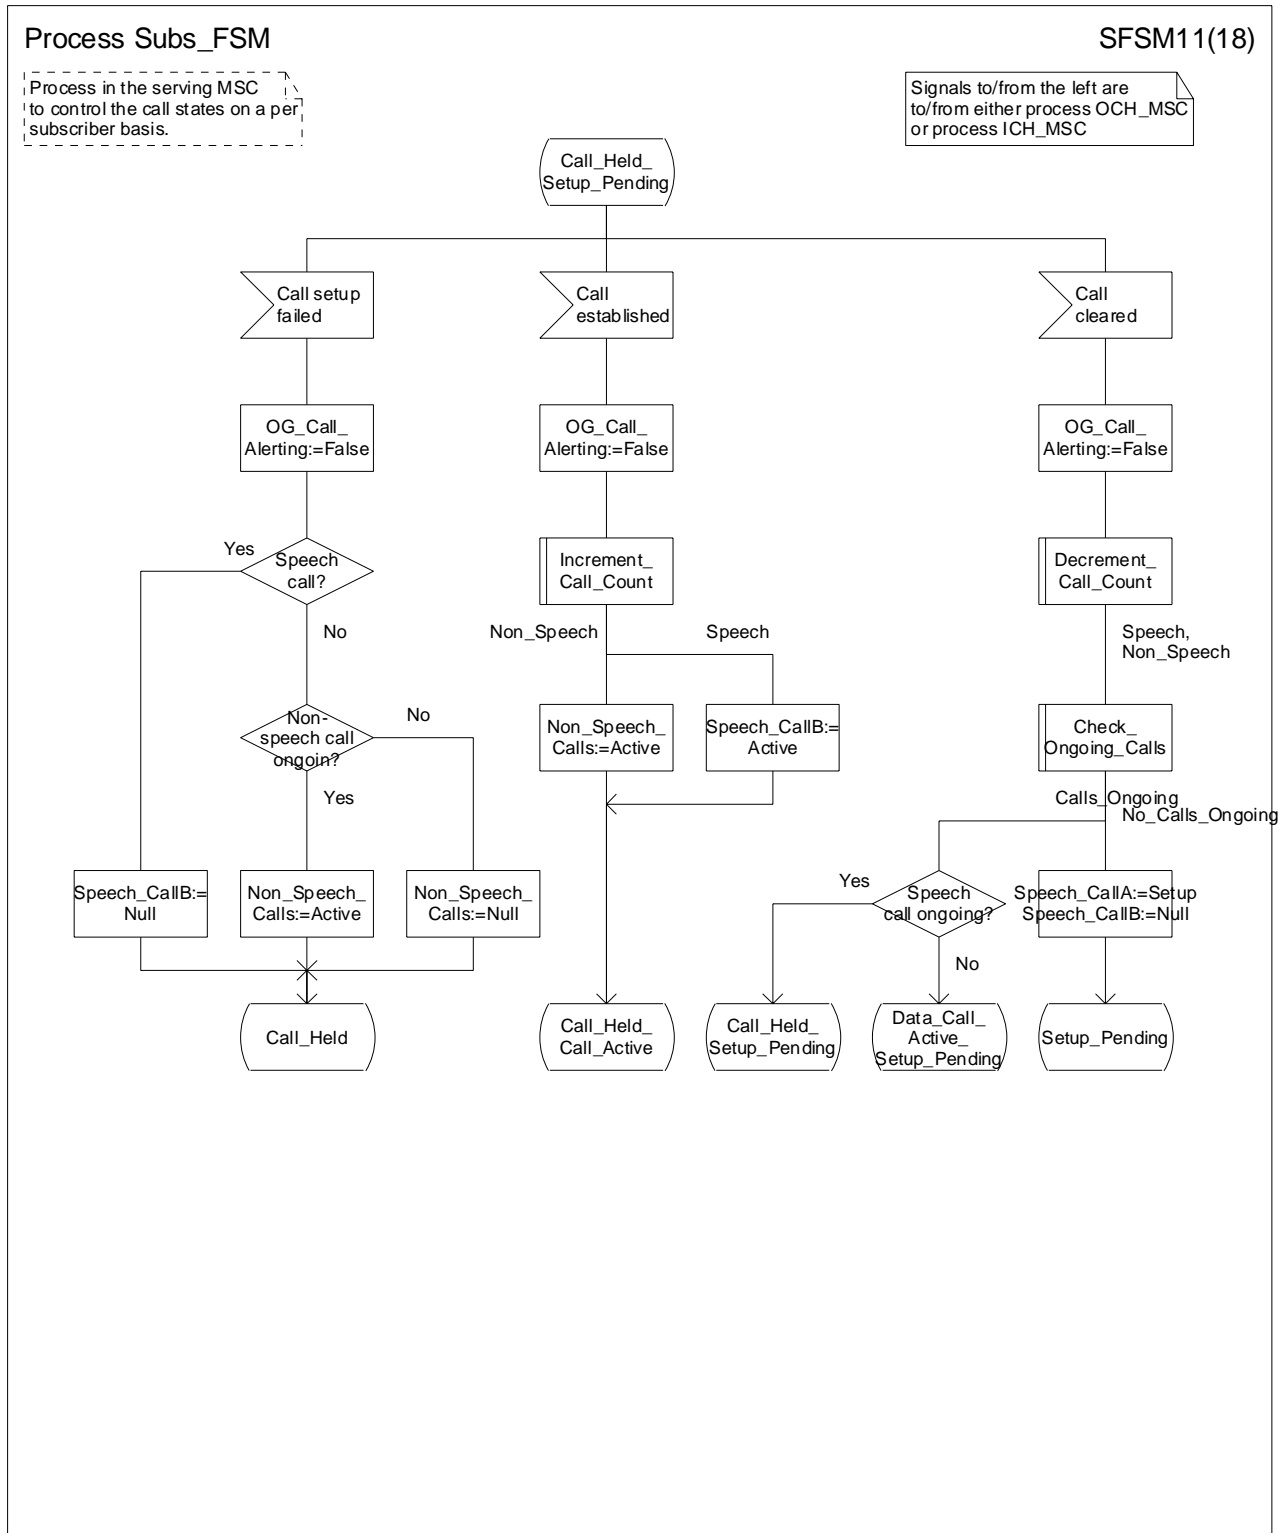 Process Subs_FSM
SFSM11(18)
Process in the serving MSC
to control the call states on a per
subscriber basis.
Signals to/from the left are
to/from either process OCH_MSC
or process ICH_MSC
Call_Held_
Setup_Pending
Call setup
failed
Call
established
Call
cleared
OG_Call_
Alerting:=False
OG_Call_
Alerting:=False
OG_Call_
Alerting:=False
Yes
Speech
call?
No
Increment_
Call_Count
Decrement_
Call_Count
Non_Speech
Speech
Speech,
Non_Speech
Non-
speech call
ongoin?
No
Yes
Non_Speech_
Calls:=Active
Speech_CallB:=
Active
Check_
Ongoing_Calls
Calls_Ongoing
No_Calls_Ongoing
Speech_CallB:=
Null
Non_Speech_
Calls:=Active
Non_Speech_
Calls:=Null
Yes
Speech
call ongoing?
No
Speech_CallA:=Setup
Speech_CallB:=Null
Call_Held
Call_Held_
Call_Active
Call_Held_
Setup_Pending
Data_Call_
Active_
Setup_Pending
Setup_Pending